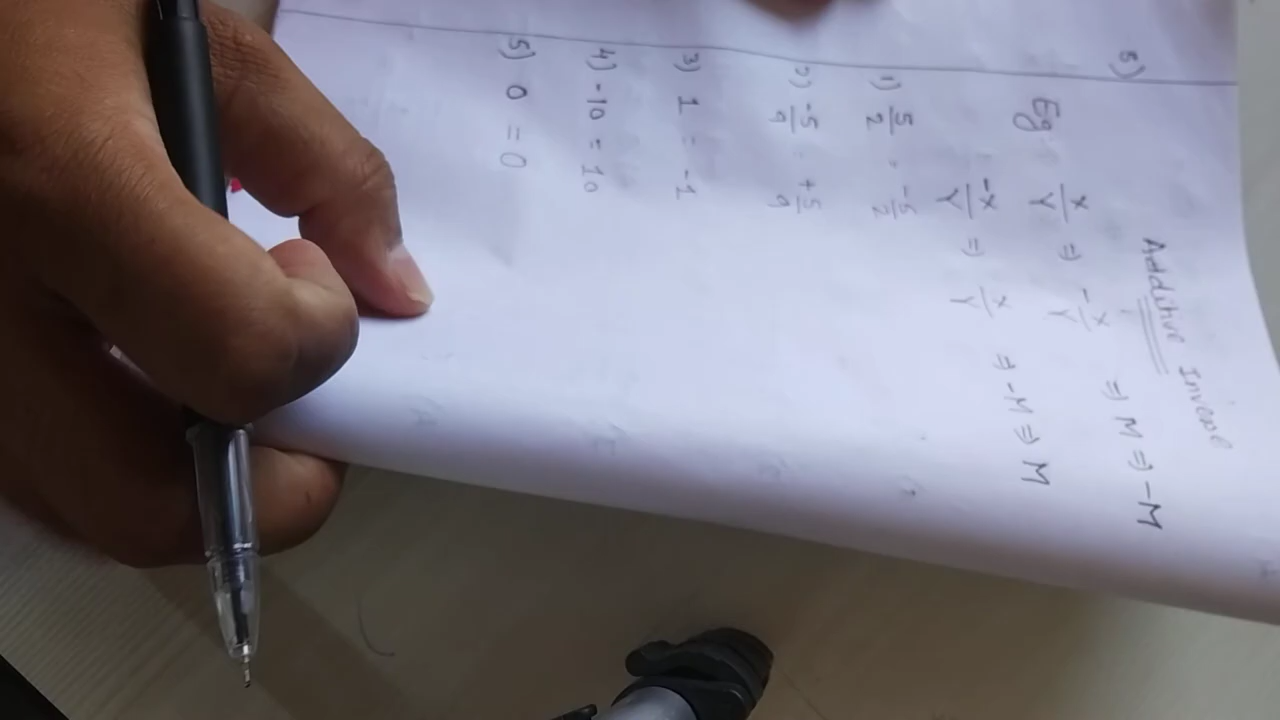 5) Additive Inverse
Eg x/y ⇒ -x/y ⇒ M ⇒ -M
-x/y ⇒ x/y ⇒ -M ⇒ M
1) 5/2 , -5/2
2) -5/9 = +5/9
3) 1 = -1
4) -10 = 10
5) 0 = 0